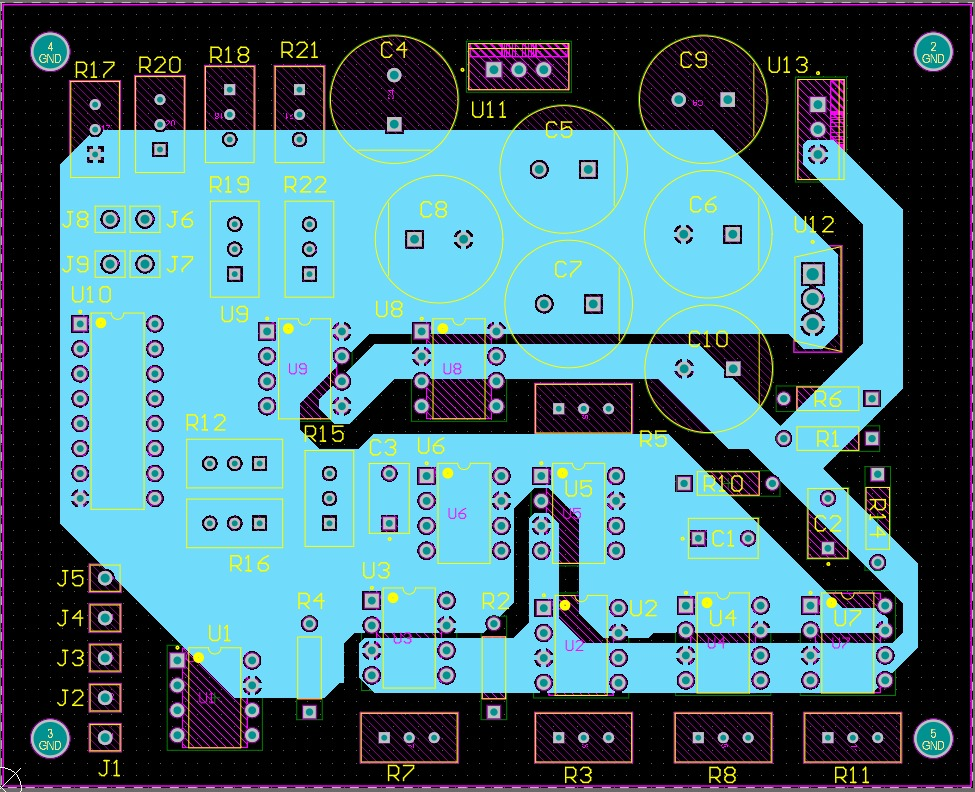 4
GND
2
GND
R17
R20
R18
R21
C4
U11
C9
U13
C5
C6
U12
C8
C7
R19
R22
J8
J6
J9
J7
U10
U9
U9
U8
U8
C10
R6
R1
R5
R12
R15
C3
U6
U6
U5
U5
R10
C1
C2
R14
R16
J5
J4
J3
J2
J1
U1
U1
R4
U3
U3
R2
U2
U2
U4
U4
U7
U7
3
GND
5
GND
R7
R3
R8
R11